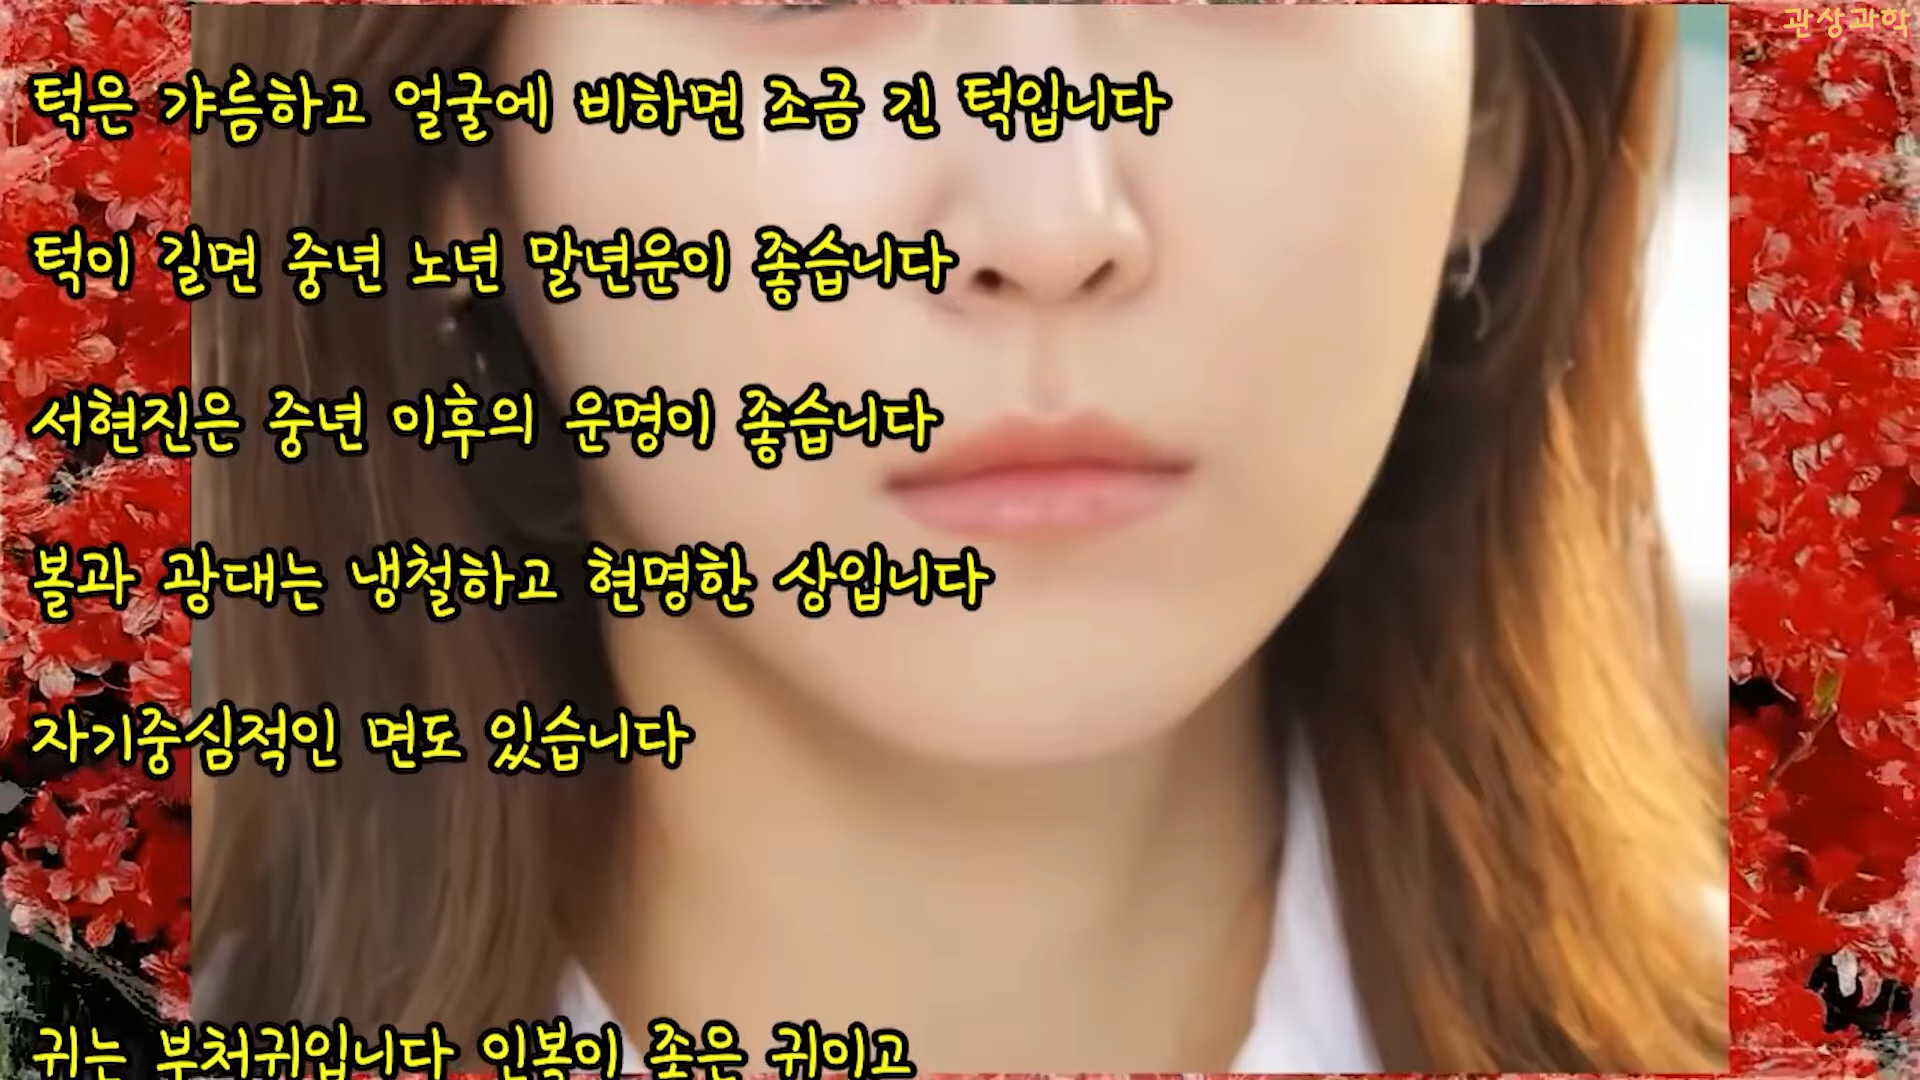 관상과학
턱은 갸름하고 얼굴에 비하면 조금 긴 턱입니다
턱이 길면 중년 노년 말년운이 좋습니다
서현진은 중년 이후의 운명이 좋습니다
볼과 광대는 냉철하고 현명한 상입니다
자기중심적인 면도 있습니다
귀는 부처귀입니다 인복이 좋은 귀이고